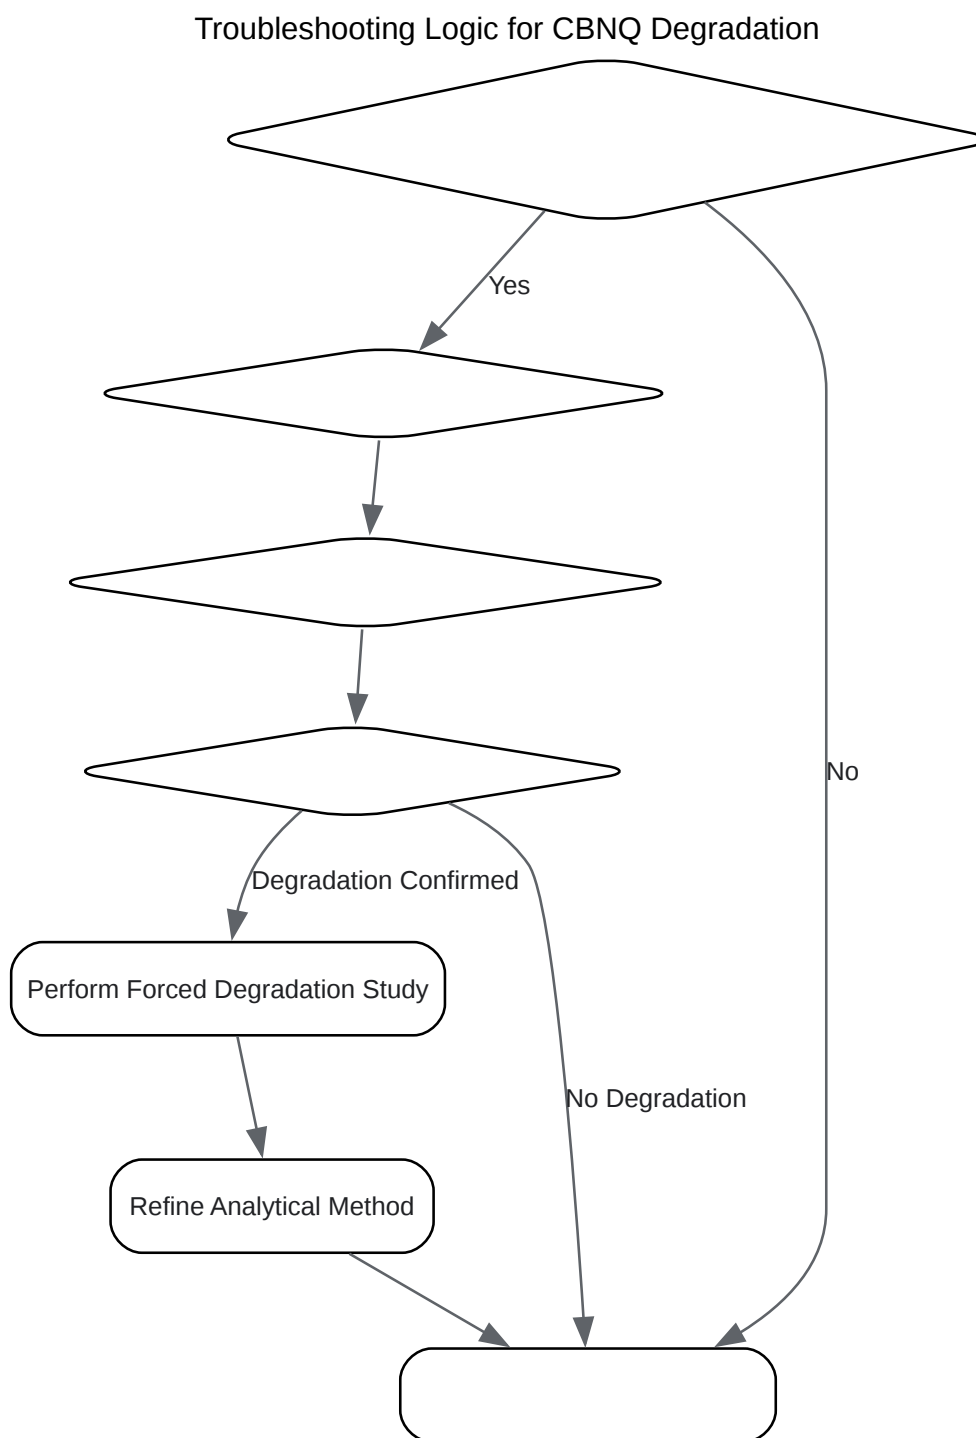 Troubleshooting Logic for CBNQ Degradation
Yes
No
Degradation Confirmed
Perform Forced Degradation Study
No Degradation
Refine Analytical Method